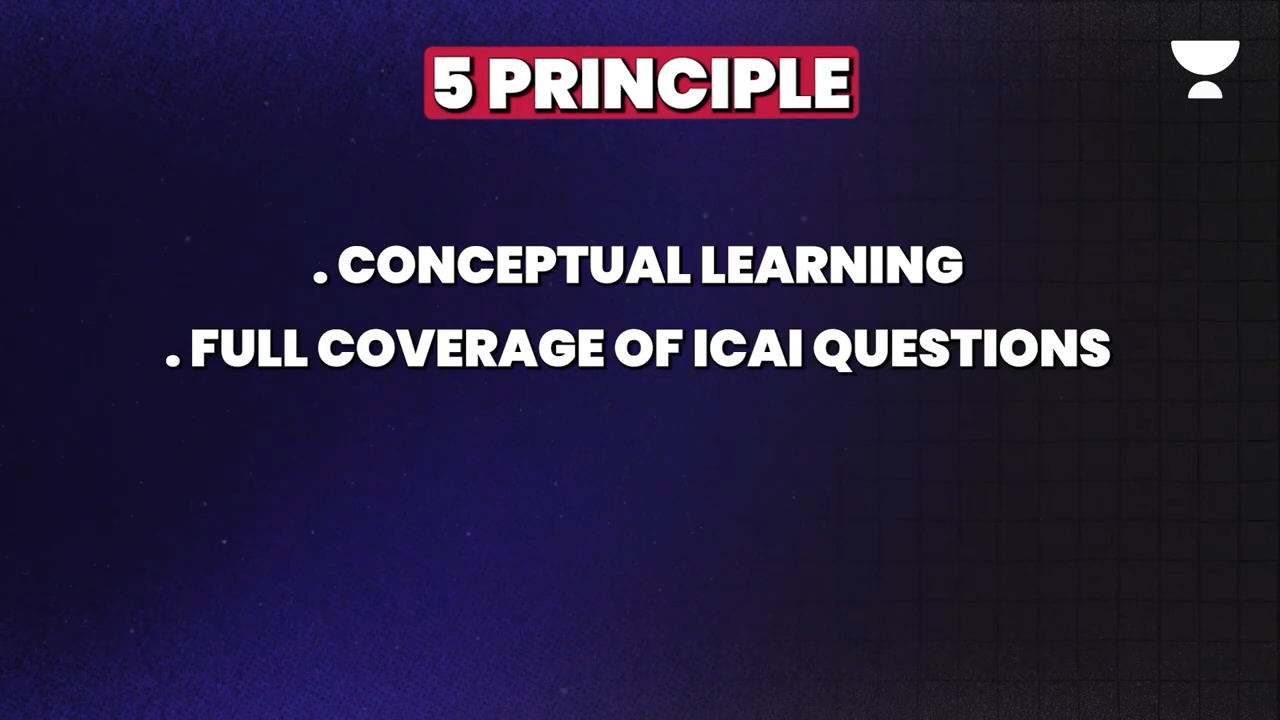 5 PRINCIPLE
. CONCEPTUAL LEARNING
. FULL COVERAGE OF ICAI QUESTIONS